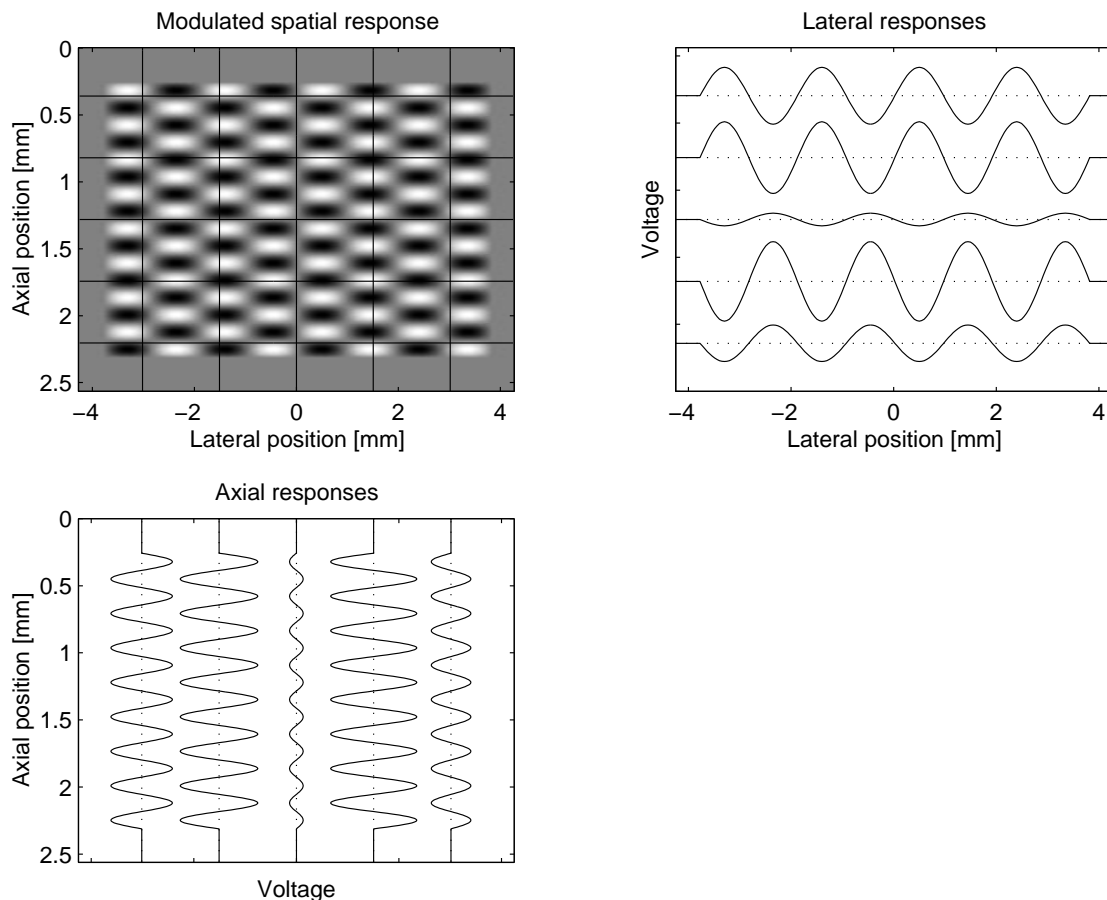 Modulated spatial response
0
0.5
1
1.5
2
2.5
Axial position [mm]
−4
−2
0
2
4
Lateral position [mm]
Lateral responses
Voltage
−4
−2
0
2
4
Lateral position [mm]
Axial responses
0
0.5
1
1.5
2
2.5
Axial position [mm]
Voltage